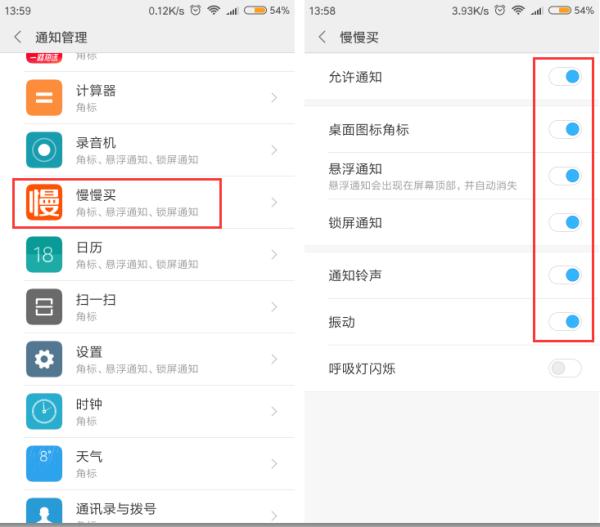 13:59
0.12K/s
54%
通知管理
角标
计算器
角标
录音机
角标、悬浮通知、锁屏通知
慢
慢慢买
角标、悬浮通知、锁屏通知
18
日历
角标、悬浮通知、锁屏通知
扫一扫
角标
设置
角标、悬浮通知、锁屏通知
时钟
角标
8°
天气
角标
通讯录与拨号
13:58
3.93K/s
54%
慢慢买
允许通知
桌面图标角标
悬浮通知
悬浮通知会出现在屏幕顶部，并自动消失
锁屏通知
通知铃声
振动
呼吸灯闪烁